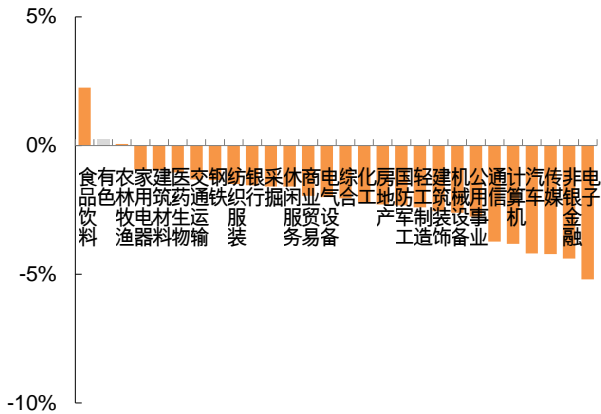 5%
0%
-5%
-10%
食品饮料
有色
农林牧渔
家用电器
建筑材料
医药生物
交通运输
钢铁
纺织服装
银行
采掘
休闲服务
商业贸易
电气设备
综合
化工
房地产
国防军工
轻工制造
建筑装饰
机械设备
公用事业
通信
计算机
汽车
传媒
非银金融
电子